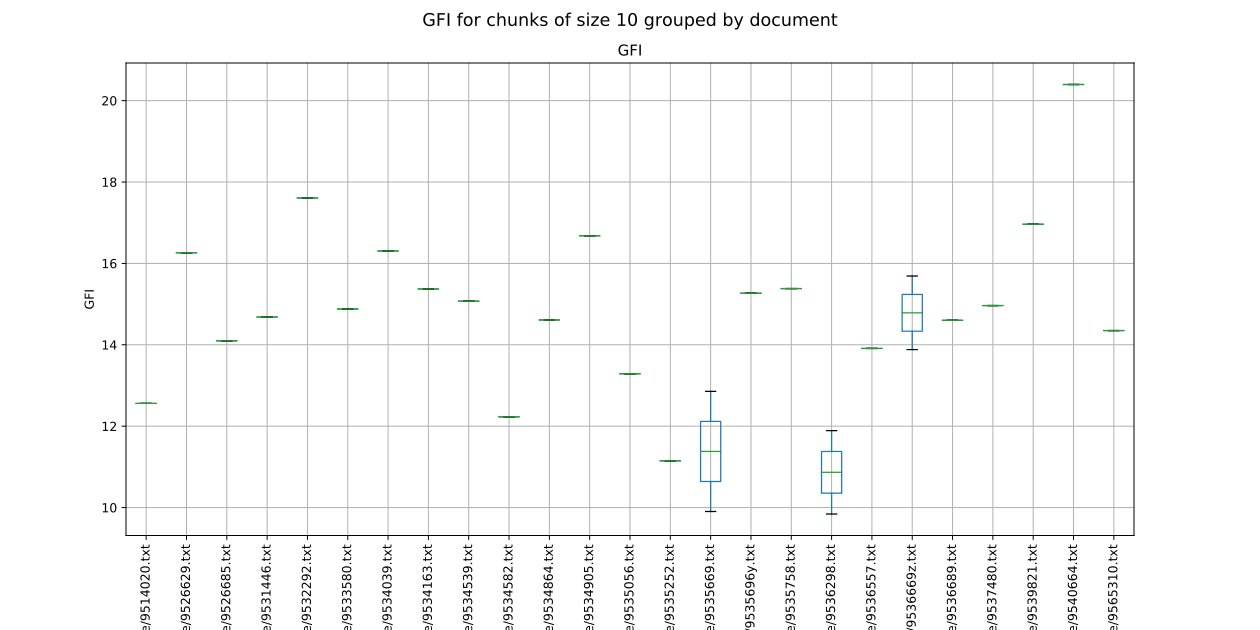 GFI for chunks of size 10 grouped by document
GFI
20
18
16
14
12
10
GFI
e/9514020.txt
e/9526629.txt
e/9526685.txt
e/9531446.txt
e/9532292.txt
e/9533580.txt
e/9534039.txt
e/9534163.txt
e/9534539.txt
e/9534582.txt
e/9534864.txt
e/9534905.txt
e/9535056.txt
e/9535252.txt
e/9535669.txt
/9535696y.txt
e/9535758.txt
e/9536298.txt
e/9536557.txt
/9536669z.txt
e/9536689.txt
e/9537480.txt
e/9539821.txt
e/9540664.txt
e/9565310.txt